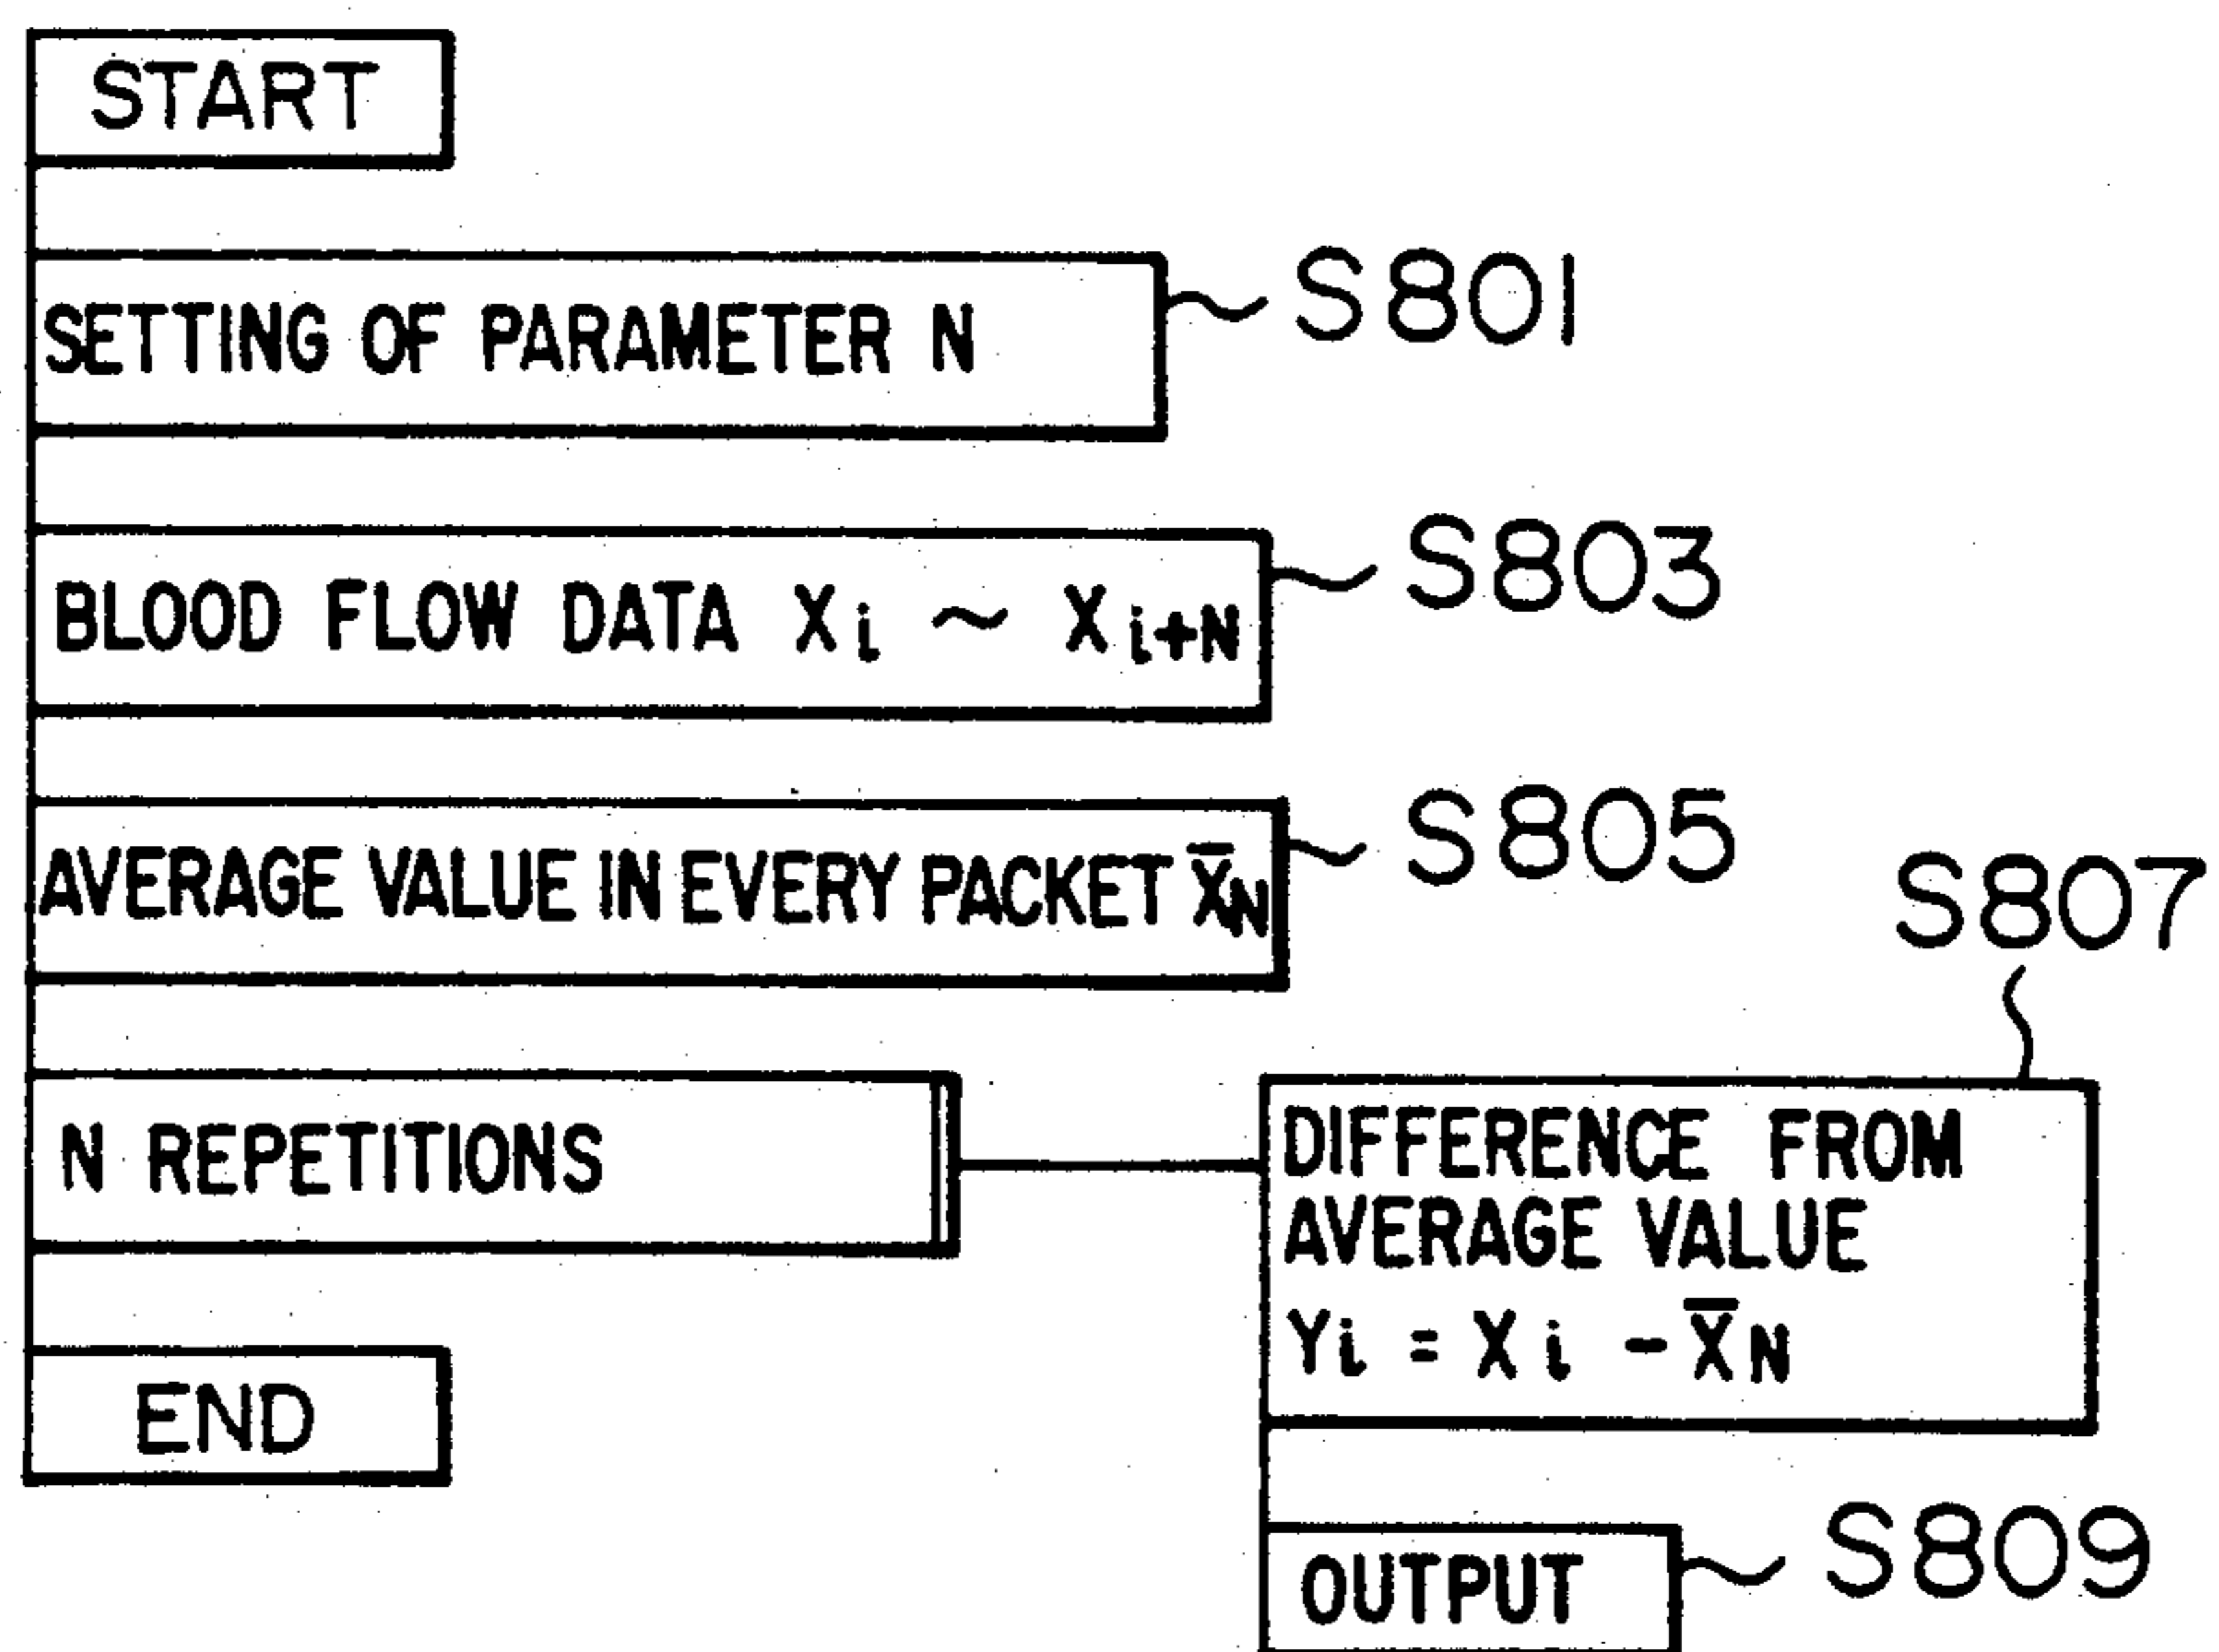 START
SETTING OF PARAMETER N
S801
BLOOD FLOW DATA Xi ~ Xi+N
S803
AVERAGE VALUE IN EVERY PACKET X̄N
S805
N REPETITIONS
S807
DIFFERENCE FROM
AVERAGE VALUE
Yi = Xi - X̄N
OUTPUT
S809
END